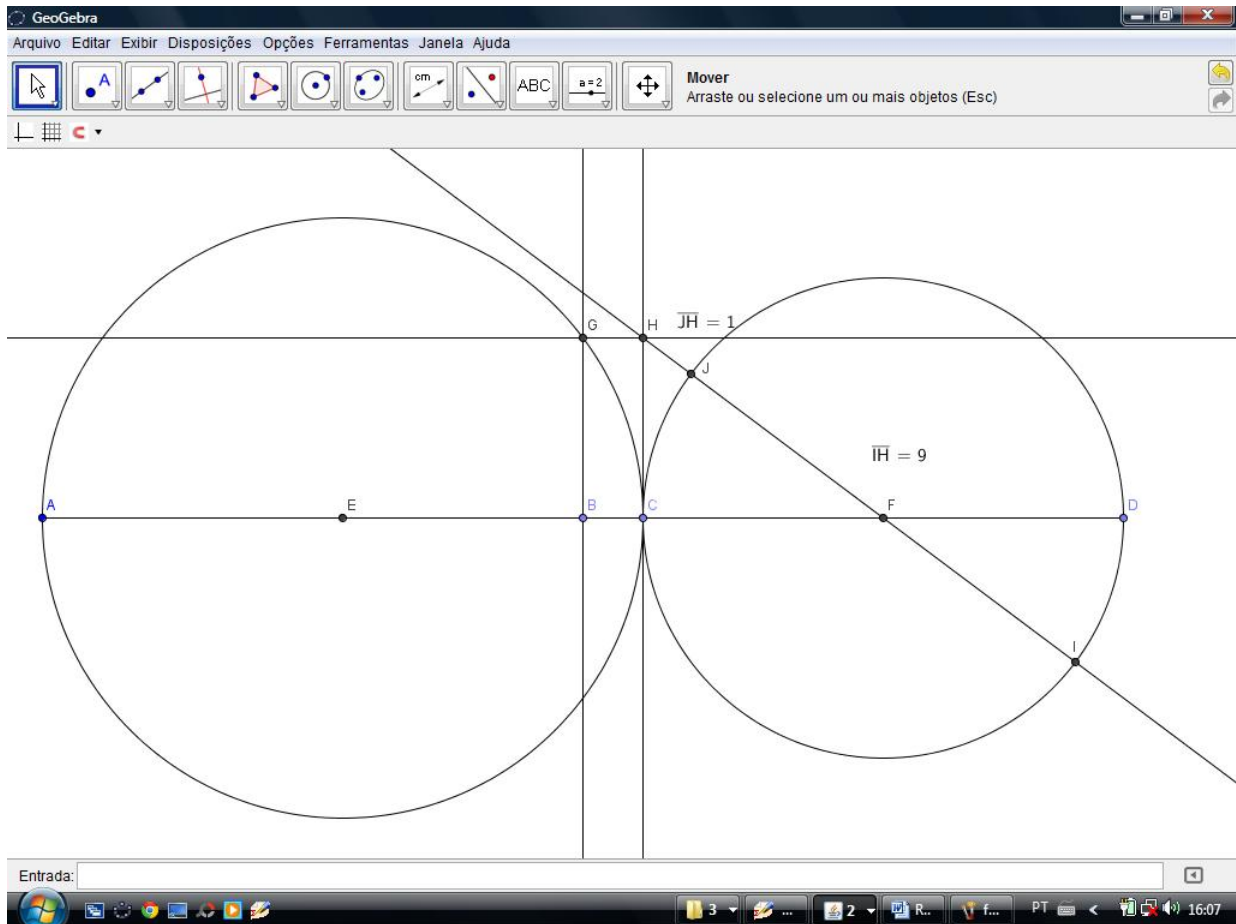 GeoGebra
Arquivo Editar Exibir Disposições Opções Ferramentas Janela Ajuda
A cm ABC a=2
Mover
Arraste ou selecione um ou mais objetos (Esc)
G H JH = 1
J
IH = 9
A E B C F D
I
Entrada:
3 ... 2 R... f... PT 16:07